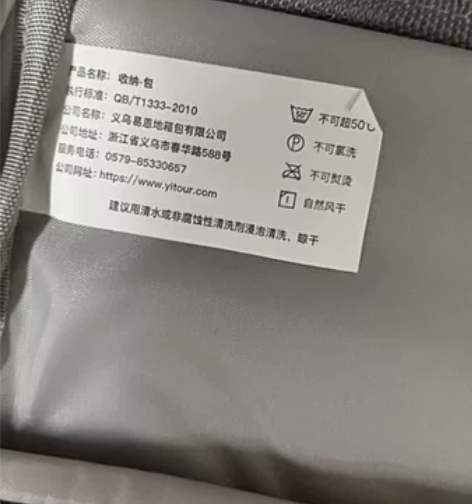 产品名称：收纳·包
执行标准：QB/T1333-2010
公司名称：义乌易恩地箱包有限公司
公司地址：浙江省义乌市春华路588号
服务电话：0579-85330657
公司网址：https://www.yitour.com
建议用清水或非腐蚀性清洗剂浸泡清洗、晾干
50° 不可超50℃
P 不可氯洗
不可熨烫
自然风干